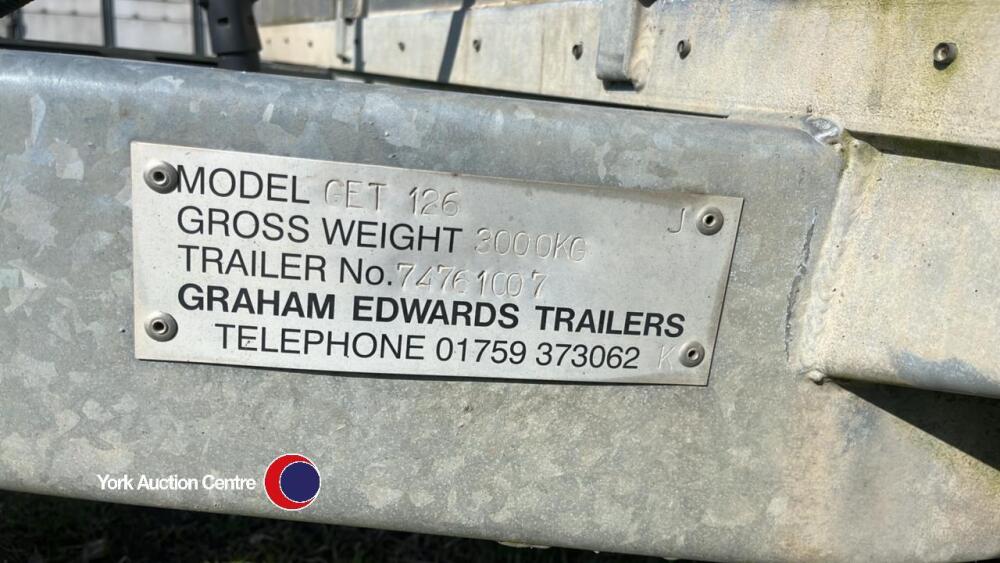 MODEL GET 126 J
GROSS WEIGHT 3000KG
TRAILER No. 74761007
GRAHAM EDWARDS TRAILERS
TELEPHONE 01759 373062 K
York Auction Centre